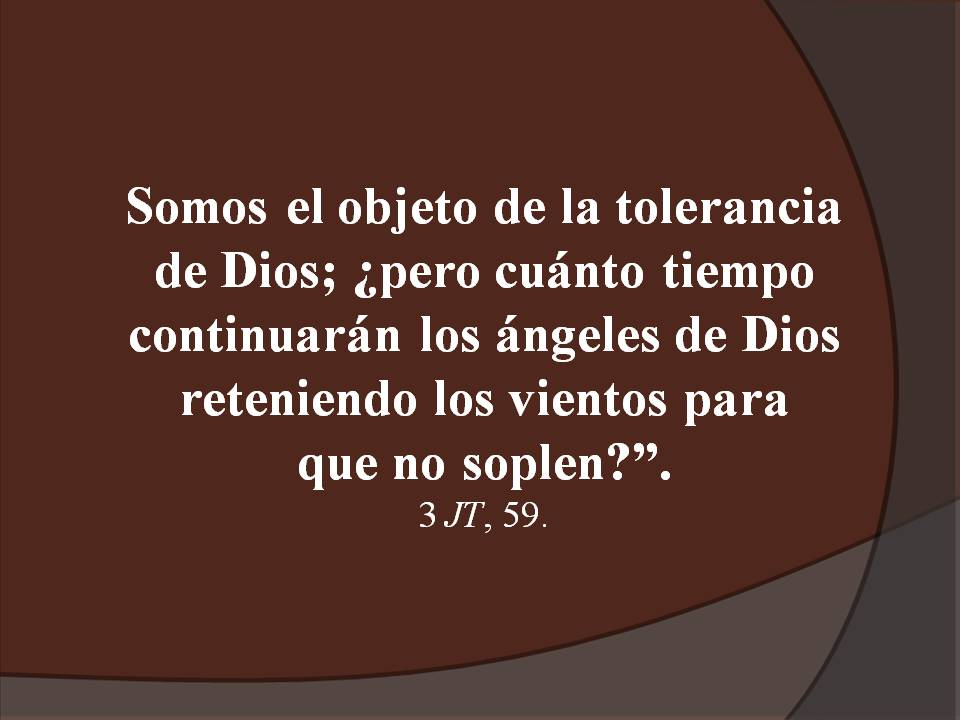 Somos el objeto de la tolerancia
de Dios; ¿pero cuánto tiempo
continuarán los ángeles de Dios
reteniendo los vientos para
que no soplen?”.
3 JT, 59.